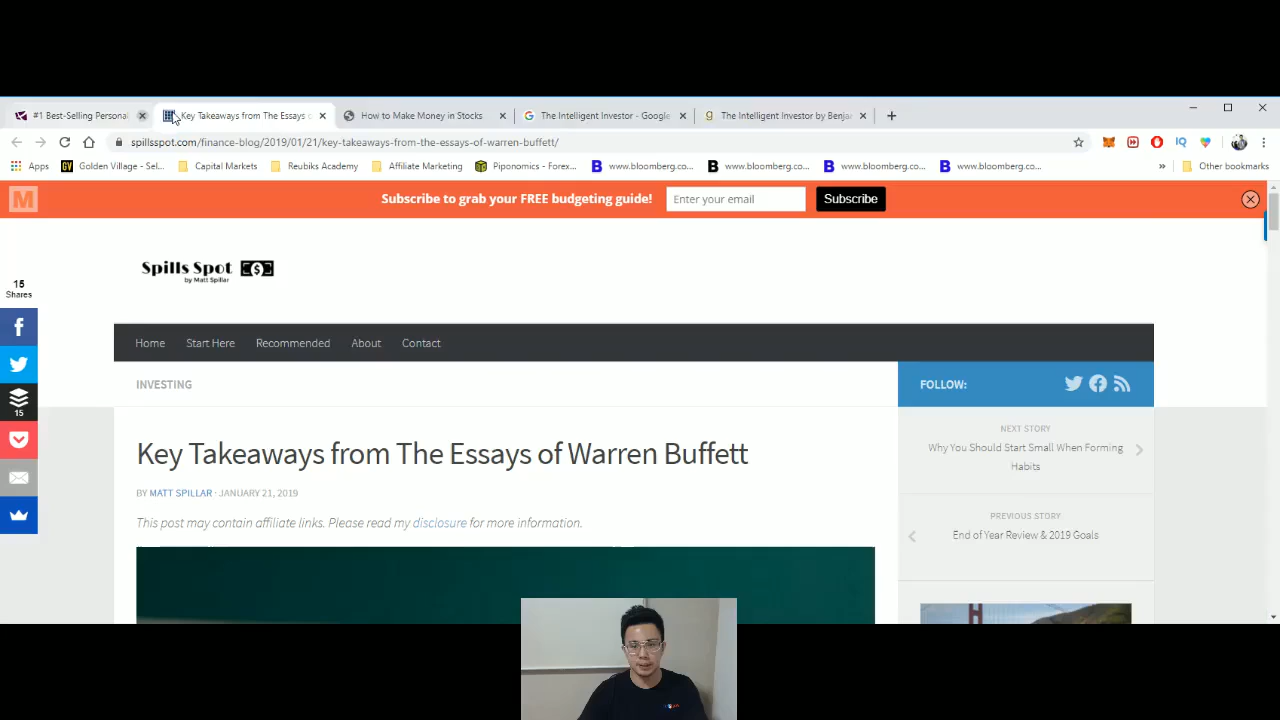 #1 Best-Selling Personal
Key Takeaways from The Essays o
How to Make Money in Stocks
The Intelligent Investor - Google
The Intelligent Investor by Benja
spillsspot.com/finance-blog/2019/01/21/key-takeaways-from-the-essays-of-warren-buffett/
Apps
Golden Village - Sel...
Capital Markets
Reubiks Academy
Affiliate Marketing
Piponomics - Forex...
www.bloomberg.co...
www.bloomberg.co...
www.bloomberg.co...
www.bloomberg.co...
»
Other bookmarks
M
Subscribe to grab your FREE budgeting guide!
Enter your email
Subscribe
Spills Spot
by Matt Spillar
15
Shares
15
Home
Start Here
Recommended
About
Contact
INVESTING
FOLLOW:
NEXT STORY
Why You Should Start Small When Forming
Habits
PREVIOUS STORY
End of Year Review & 2019 Goals
Key Takeaways from The Essays of Warren Buffett
BY MATT SPILLAR · JANUARY 21, 2019
This post may contain affiliate links. Please read my disclosure for more information.